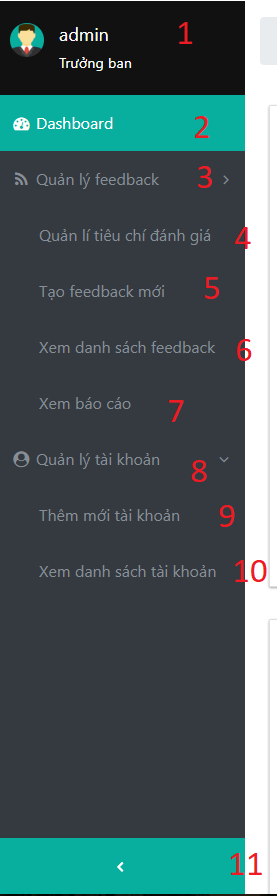 admin 1
Trưởng ban
Dashboard 2
Quản lý feedback 3
Quản lí tiêu chí đánh giá 4
Tạo feedback mới 5
Xem danh sách feedback 6
Xem báo cáo 7
Quản lý tài khoản 8
Thêm mới tài khoản 9
Xem danh sách tài khoản 10
11